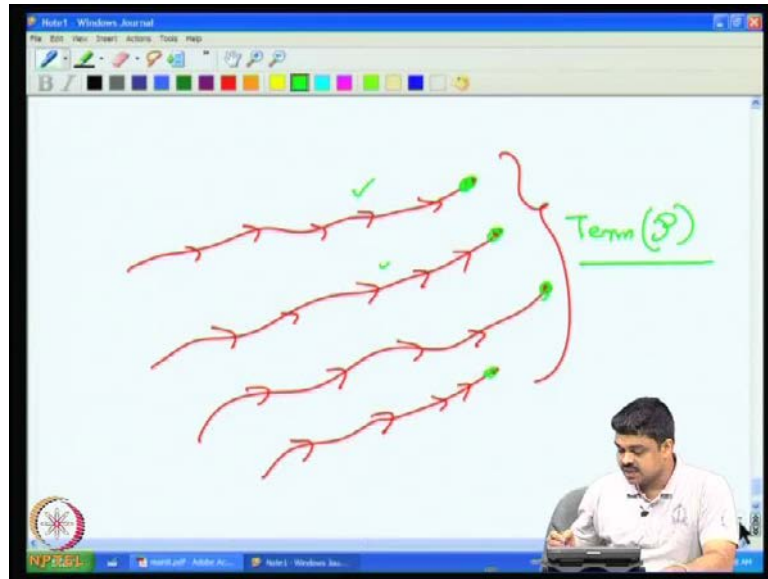 Note1 - Windows Journal
File Edit View Insert Actions Tools Help
B I
Term(P)
NPTEL
Note1 - Windows Jou...